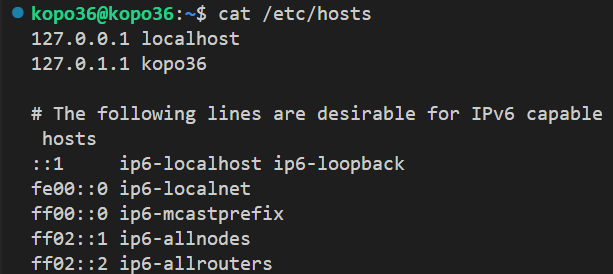 kopo36@kopo36:~$ cat /etc/hosts
127.0.0.1 localhost
127.0.1.1 kopo36

# The following lines are desirable for IPv6 capable
 hosts
::1     ip6-localhost ip6-loopback
fe00::0 ip6-localnet
ff00::0 ip6-mcastprefix
ff02::1 ip6-allnodes
ff02::2 ip6-allrouters